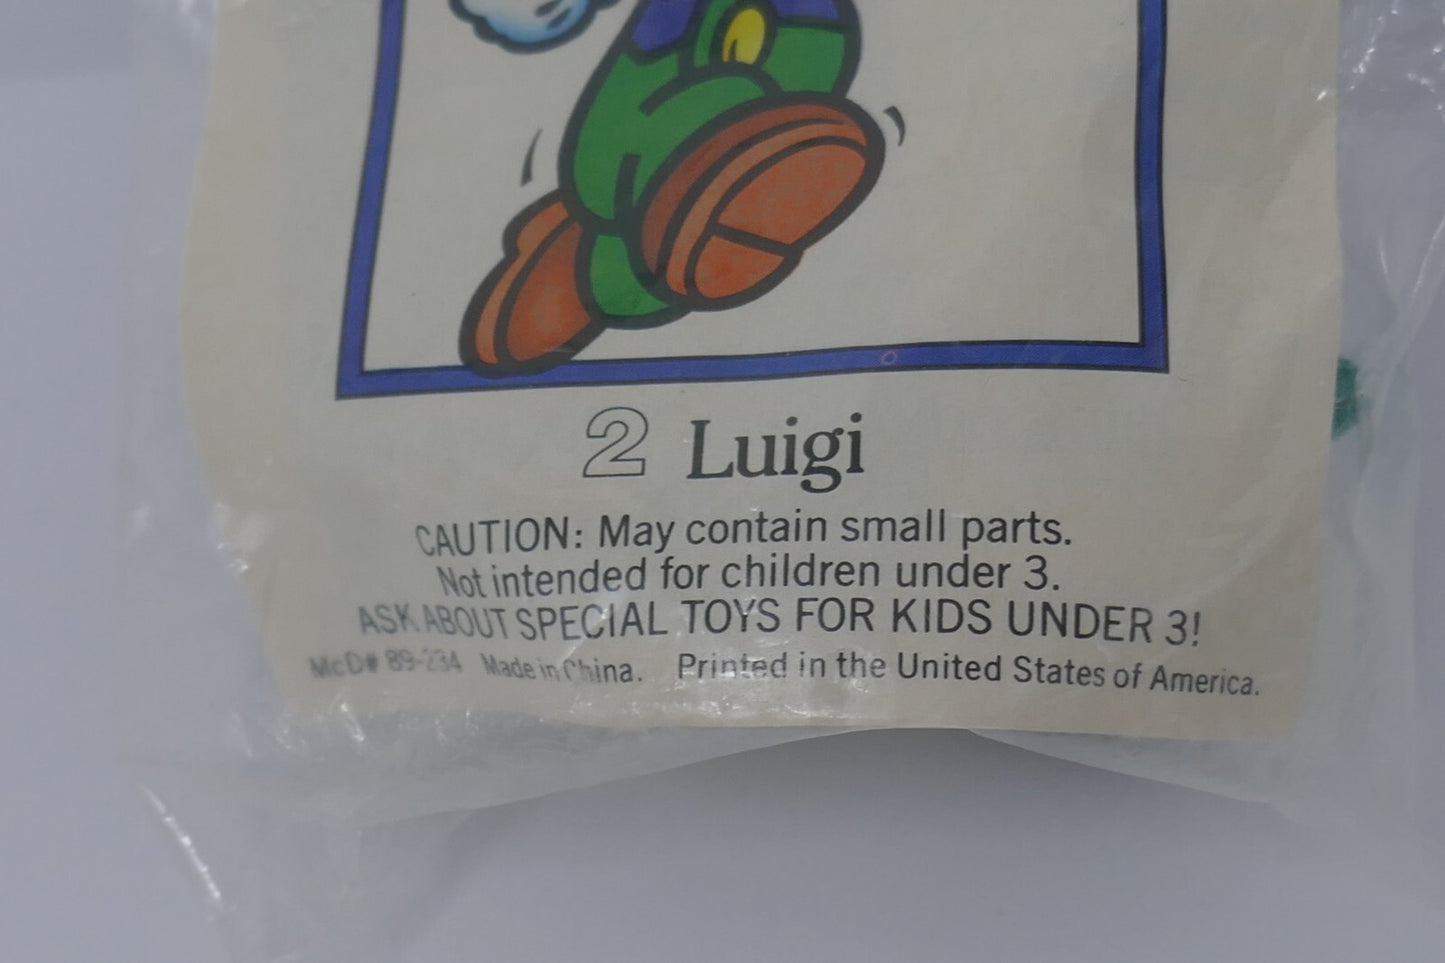 2 Luigi
CAUTION: May contain small parts.
Not intended for children under 3.
ASK ABOUT SPECIAL TOYS FOR KIDS UNDER 3!
McD# 89-234 Made in China. Printed in the United States of America.